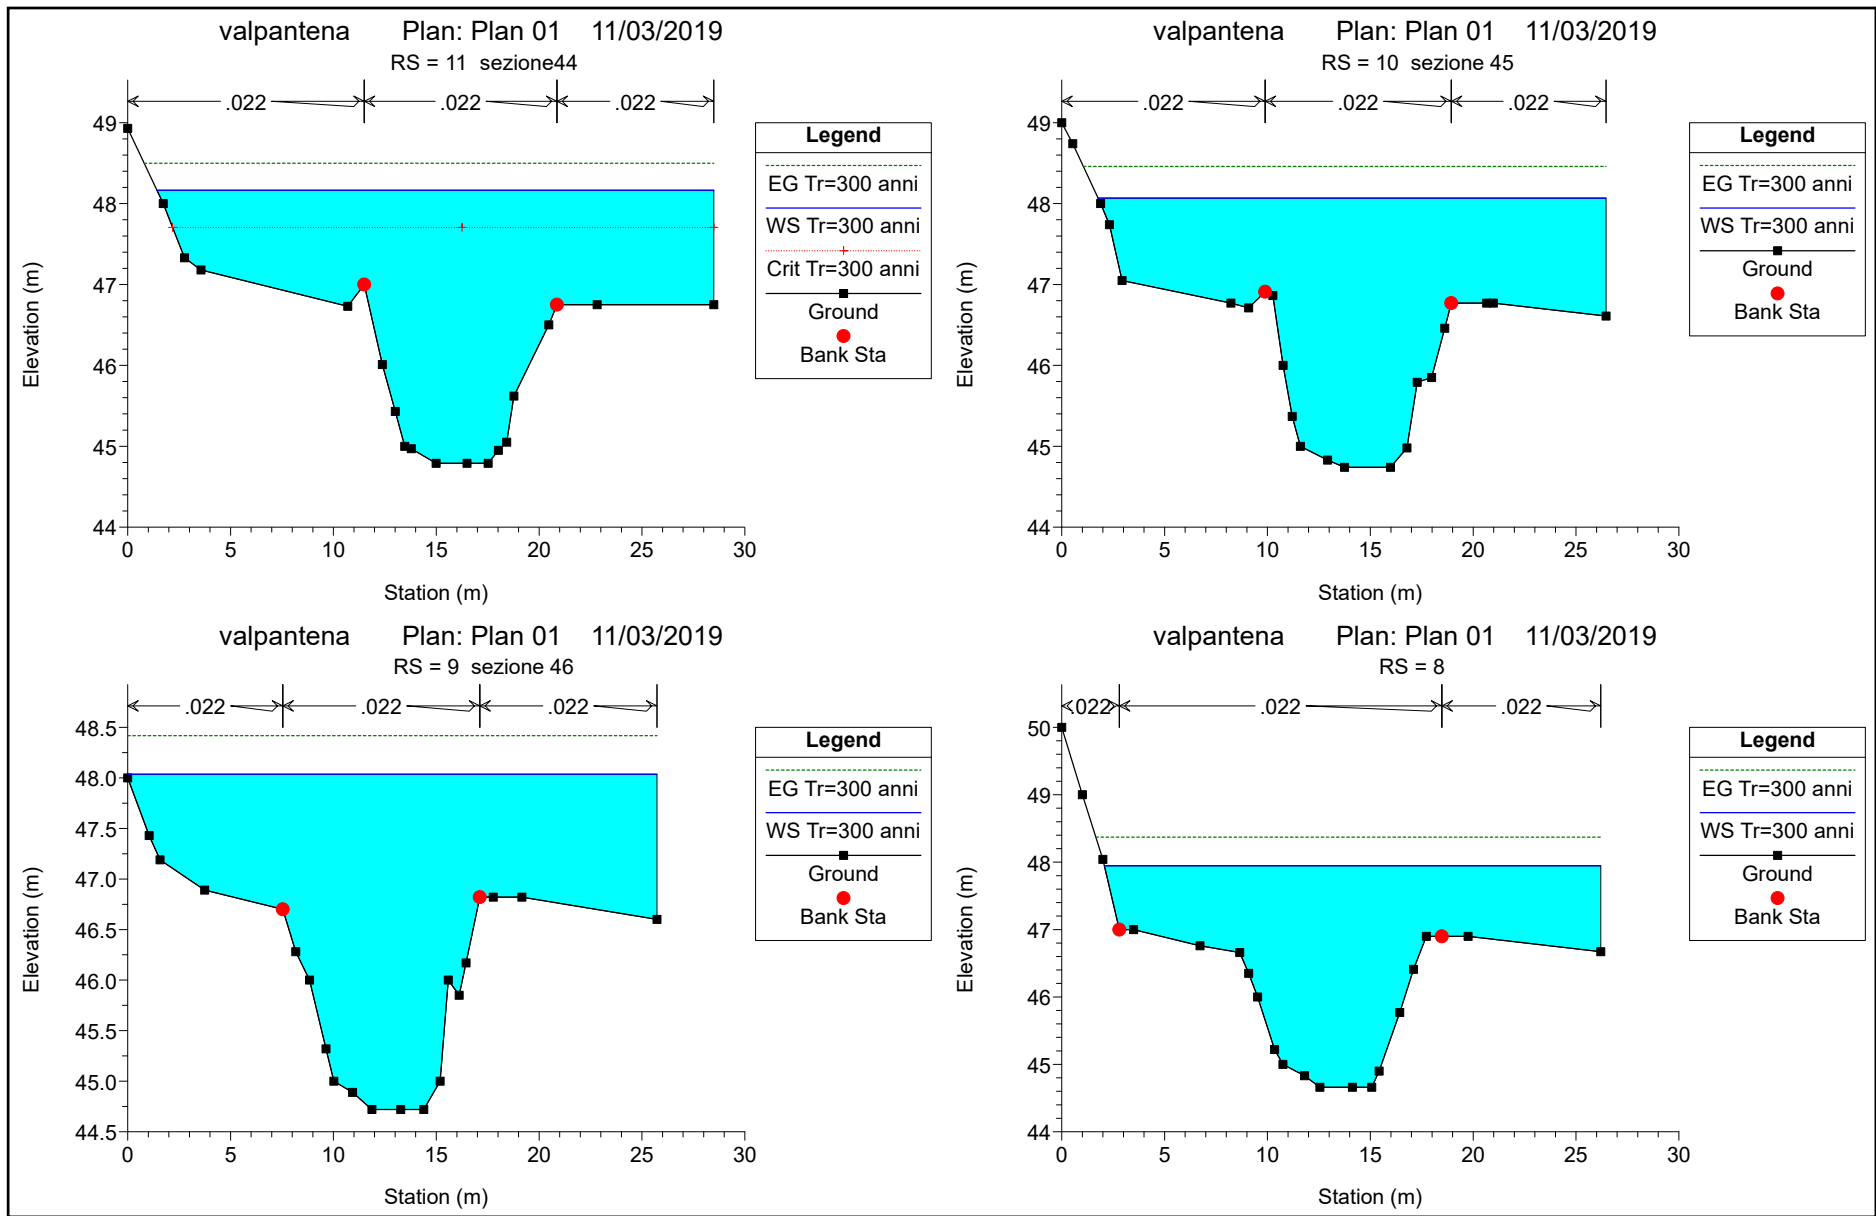 valpantena Plan: Plan 01 11/03/2019
RS = 11 sezione44
.022 .022 .022
49
48
47
46
45
44
Elevation (m)
0 5 10 15 20 25 30
Station (m)
Legend
EG Tr=300 anni
WS Tr=300 anni
Crit Tr=300 anni
Ground
Bank Sta
valpantena Plan: Plan 01 11/03/2019
RS = 10 sezione 45
.022 .022 .022
49
48
47
46
45
44
Elevation (m)
0 5 10 15 20 25 30
Station (m)
Legend
EG Tr=300 anni
WS Tr=300 anni
Ground
Bank Sta
valpantena Plan: Plan 01 11/03/2019
RS = 9 sezione 46
.022 .022 .022
48.5
48.0
47.5
47.0
46.5
46.0
45.5
45.0
44.5
Elevation (m)
0 5 10 15 20 25 30
Station (m)
Legend
EG Tr=300 anni
WS Tr=300 anni
Ground
Bank Sta
valpantena Plan: Plan 01 11/03/2019
RS = 8
.022 .022 .022
50
49
48
47
46
45
44
Elevation (m)
0 5 10 15 20 25 30
Station (m)
Legend
EG Tr=300 anni
WS Tr=300 anni
Ground
Bank Sta